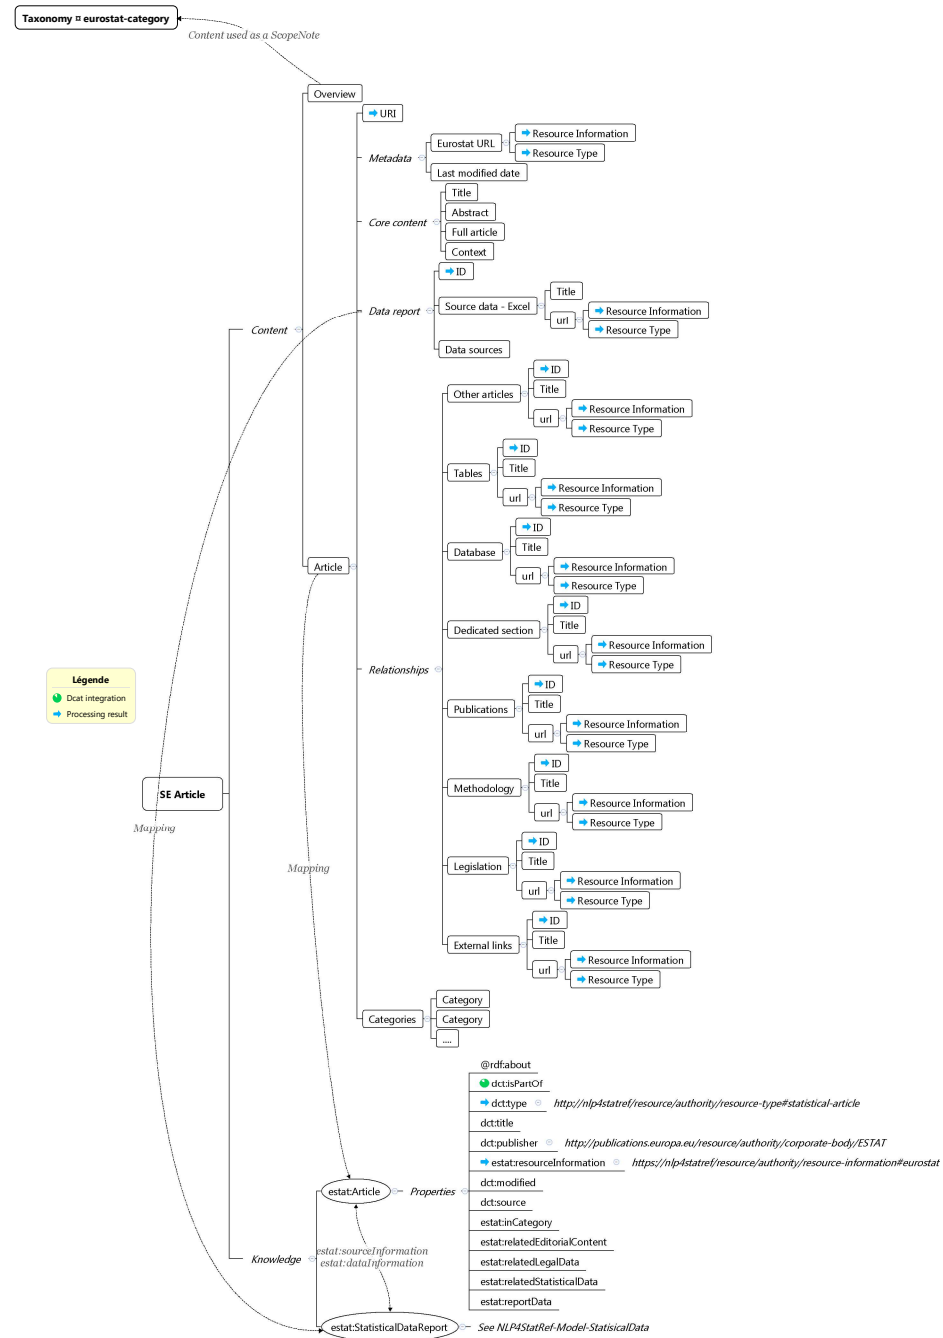 Taxonomy ¤ eurostat-category
Content used as a ScopeNote
Overview
URI
Metadata
Eurostat URL
Resource Information
Resource Type
Last modified date
Core content
Title
Abstract
Full article
Context
Data report
ID
Source data - Excel
Title
url
Resource Information
Resource Type
Data sources
Content
Article
Relationships
Other articles
ID
Title
url
Resource Information
Resource Type
Tables
ID
Title
url
Resource Information
Resource Type
Database
ID
Title
url
Resource Information
Resource Type
Dedicated section
ID
Title
url
Resource Information
Resource Type
Publications
ID
Title
url
Resource Information
Resource Type
Methodology
ID
Title
url
Resource Information
Resource Type
Legislation
ID
Title
url
Resource Information
Resource Type
External links
ID
Title
url
Resource Information
Resource Type
Categories
Category
Category
....
Légende
Dcat integration
Processing result
SE Article
Mapping
Mapping
Knowledge
estat:Article
Properties
@rdf:about
dct:isPartOf
dct:type
http://nlp4statref/resource/authority/resource-type#statistical-article
dct:title
dct:publisher
http://publications.europa.eu/resource/authority/corporate-body/ESTAT
estat:resourceInformation
https://nlp4statref/resource/authority/resource-information#eurostat
dct:modified
dct:source
estat:inCategory
estat:relatedEditorialContent
estat:relatedLegalData
estat:relatedStatisticalData
estat:reportData
estat:sourceInformation
estat:dataInformation
estat:StatisticalDataReport
See NLP4StatRef-Model-StatisicalData